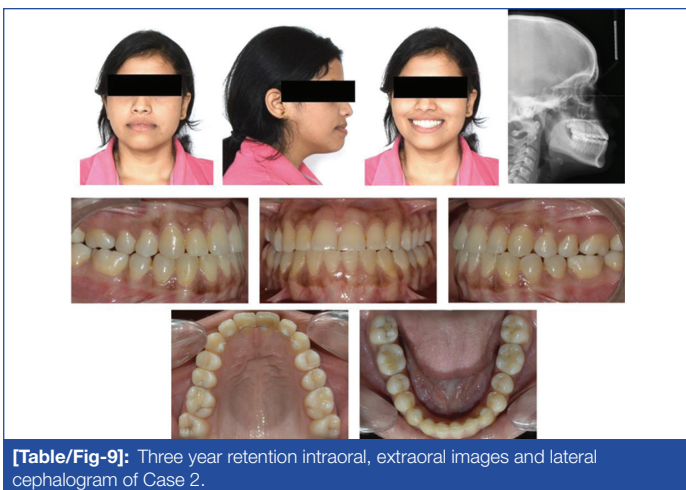 [Table/Fig-9]: Three year retention intraoral, extraoral images and lateral
cephalogram of Case 2.